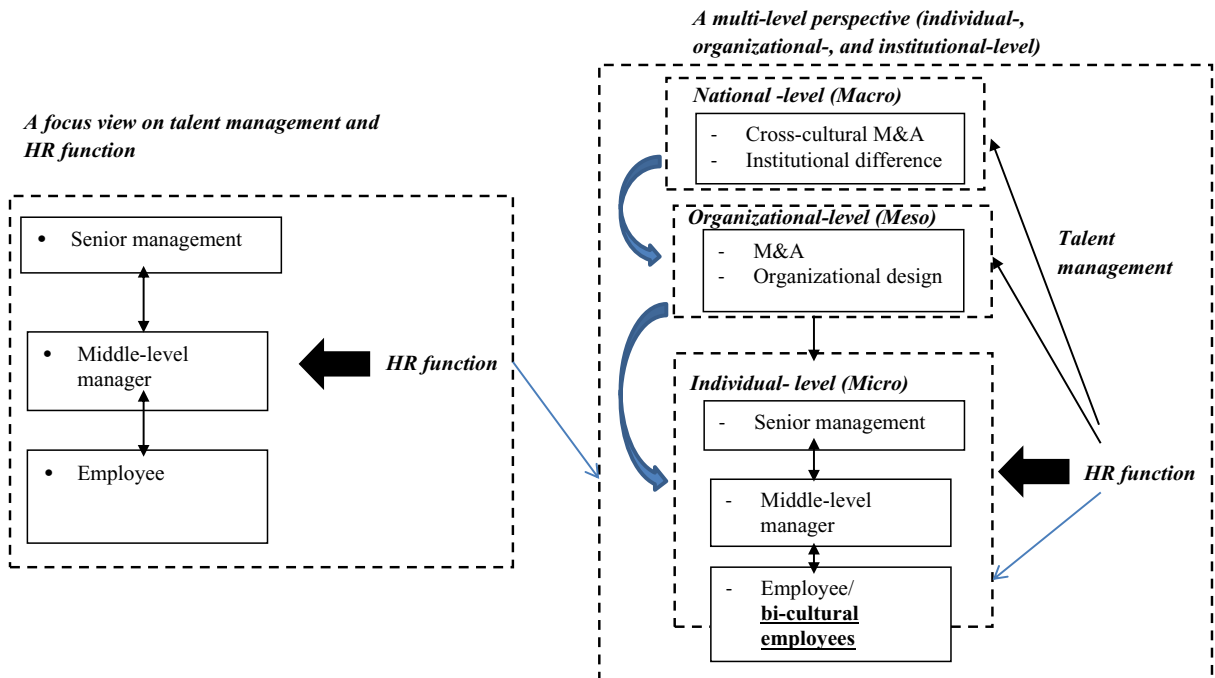 A focus view on talent management and
HR function
• Senior management
• Middle-level
manager
• Employee
HR function
A multi-level perspective (individual-,
organizational-, and institutional-level)
National -level (Macro)
- Cross-cultural M&A
- Institutional difference
Organizational-level (Meso)
- M&A
- Organizational design
Talent
management
Individual- level (Micro)
- Senior management
- Middle-level
manager
- Employee/
bi-cultural
employees
HR function